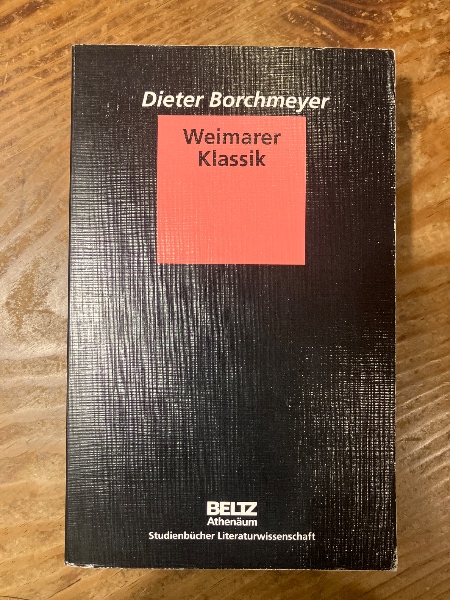 Dieter Borchmeyer
Weimarer
Klassik
BELTZ
Athenäum
Studienbücher Literaturwissenschaft